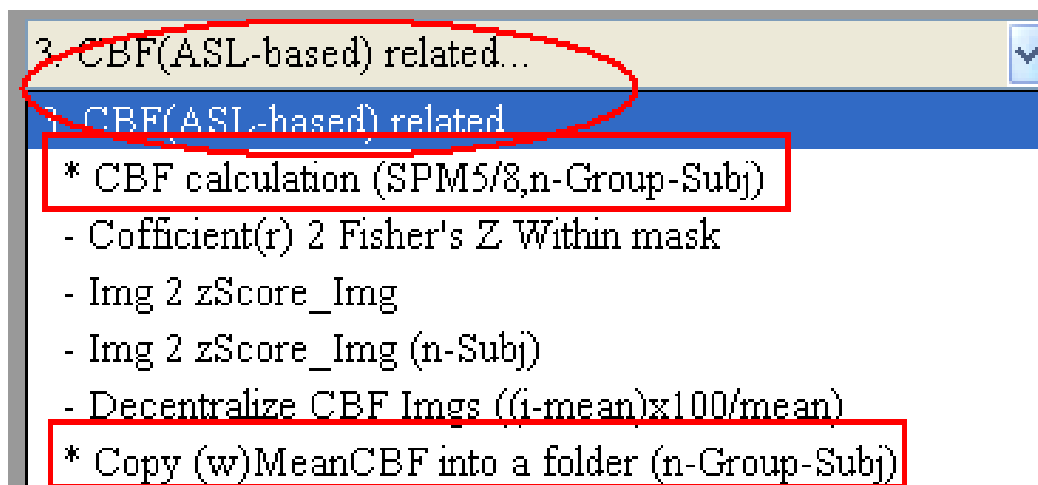 3. CBF(ASL-based) related...
3. CBF(ASL-based) related...
* CBF calculation (SPM5/8,n-Group-Subj)
- Cofficient(r) 2 Fisher's Z Within mask
- Img 2 zScore_Img
- Img 2 zScore_Img (n-Subj)
- Decentralize CBF Imgs ((i-mean)x100/mean)
* Copy (w)MeanCBF into a folder (n-Group-Subj)